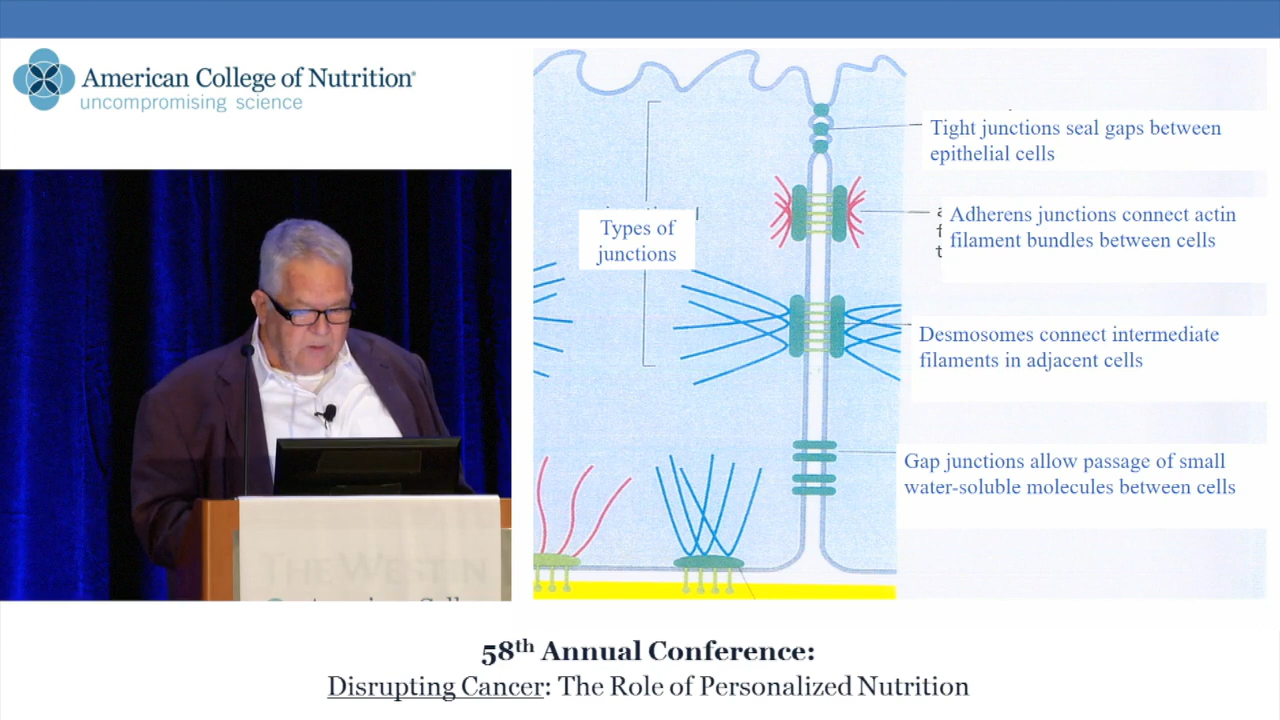 American College of Nutrition
uncompromising science
Tight junctions seal gaps between
epithelial cells
Adherens junctions connect actin
filament bundles between cells
Types of
junctions
Desmosomes connect intermediate
filaments in adjacent cells
Gap junctions allow passage of small
water-soluble molecules between cells
THE WESTIN
58th Annual Conference:
Disrupting Cancer: The Role of Personalized Nutrition